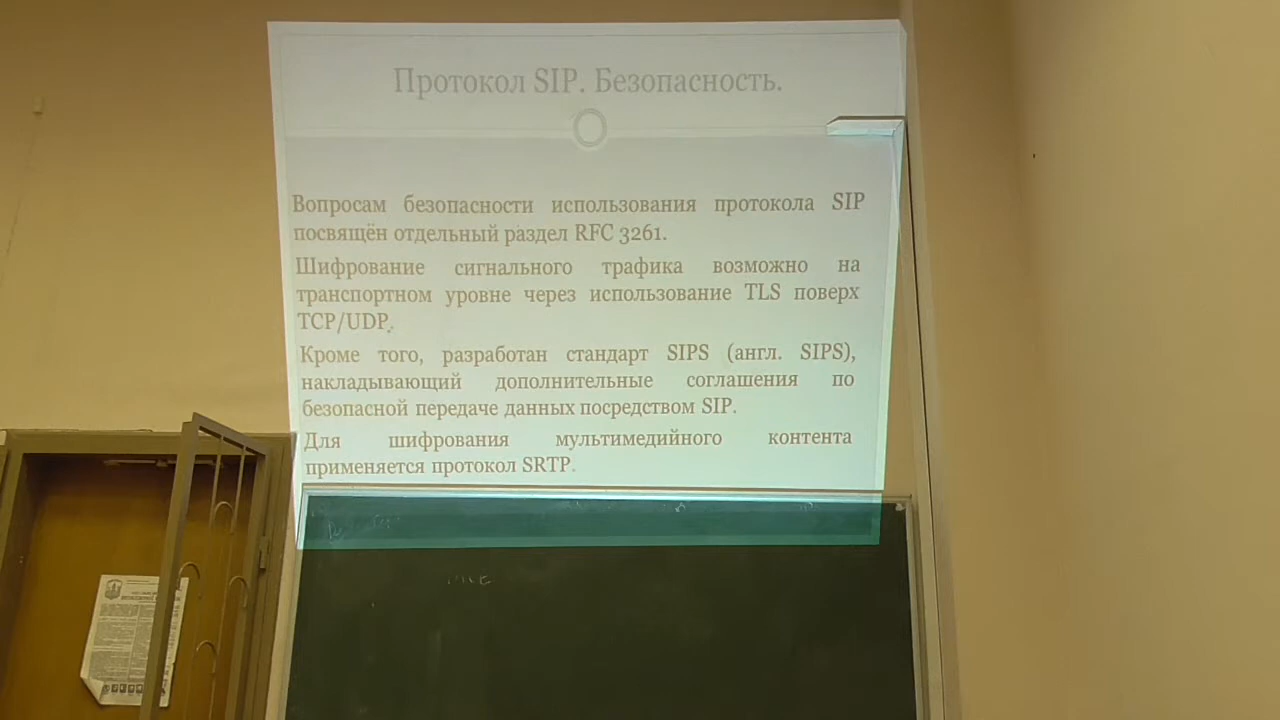 Протокол SIP. Безопасность.
Вопросам безопасности использования протокола SIP
посвящён отдельный раздел RFC 3261.
Шифрование сигнального трафика возможно на
транспортном уровне через использование TLS поверх
TCP/UDP.
Кроме того, разработан стандарт SIPS (англ. SIPS),
накладывающий дополнительные соглашения по
безопасной передаче данных посредством SIP.
Для шифрования мультимедийного контента
применяется протокол SRTP.